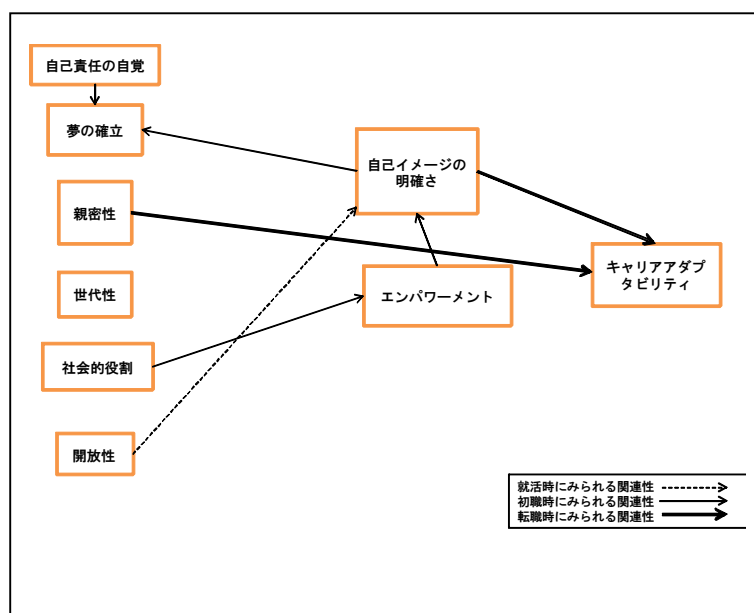 自己責任の自覚
夢の確立
自己イメージの
明確さ
親密性
キャリアアダプ
タビリティ
世代性
エンパワーメント
社会的役割
開放性
就活時にみられる関連性
初職時にみられる関連性
転職時にみられる関連性